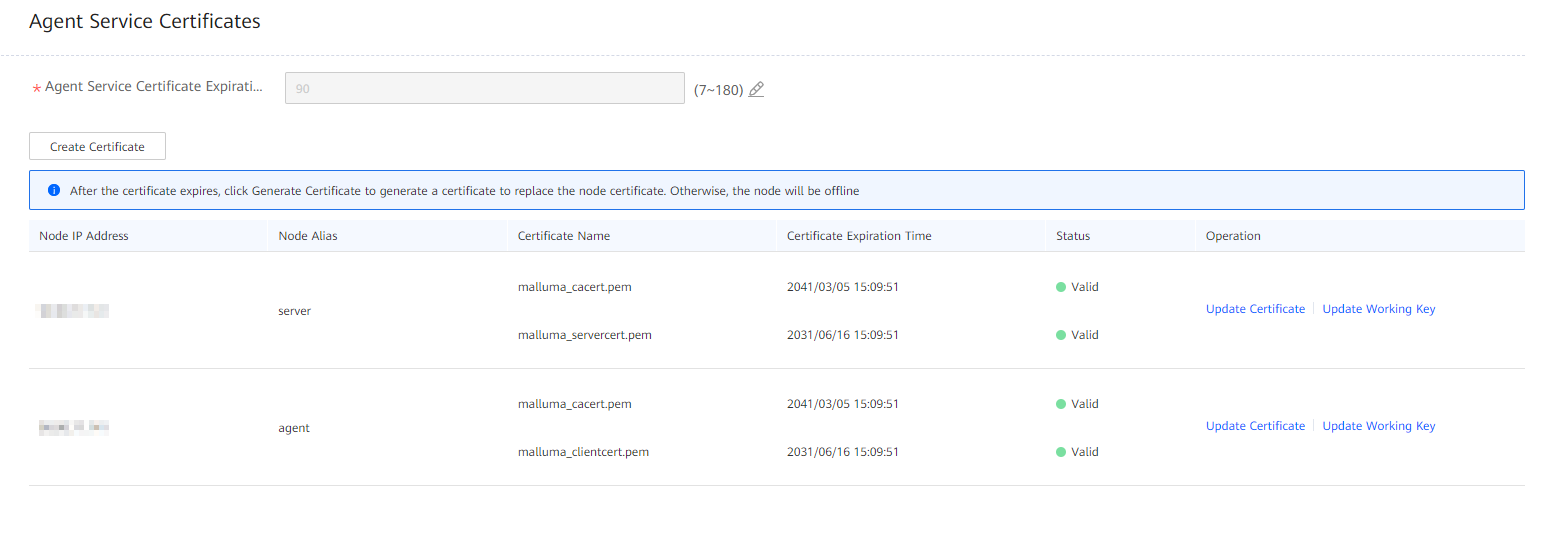 Agent Service Certificates
* Agent Service Certificate Expirati... 90 (7~180)
Create Certificate
After the certificate expires, click Generate Certificate to generate a certificate to replace the node certificate. Otherwise, the node will be offline
Node IP Address Node Alias Certificate Name Certificate Expiration Time Status Operation
malluma_cacert.pem 2041/03/05 15:09:51 Valid
server Update Certificate Update Working Key
malluma_servercert.pem 2031/06/16 15:09:51 Valid
malluma_cacert.pem 2041/03/05 15:09:51 Valid
agent Update Certificate Update Working Key
malluma_clientcert.pem 2031/06/16 15:09:51 Valid